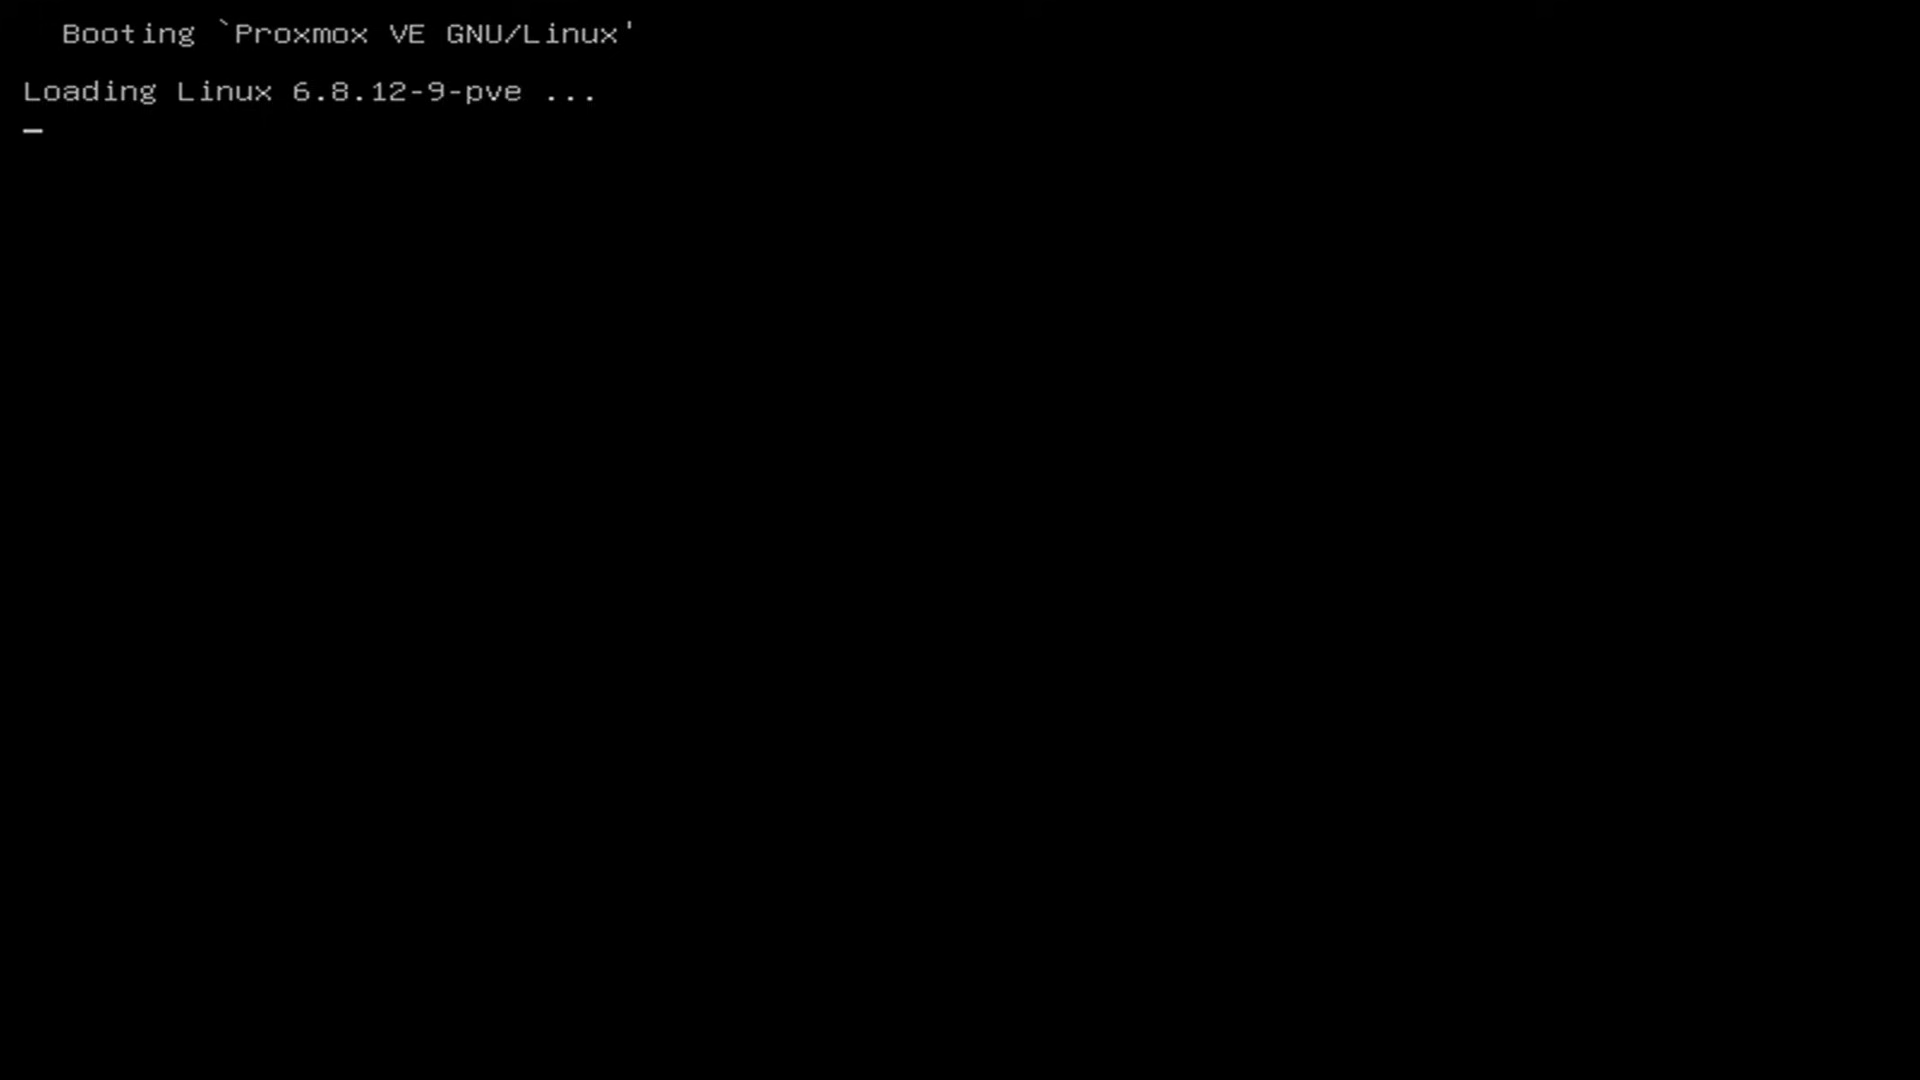 Booting `Proxmox VE GNU/Linux'
Loading Linux 6.8.12-9-pve ...
_